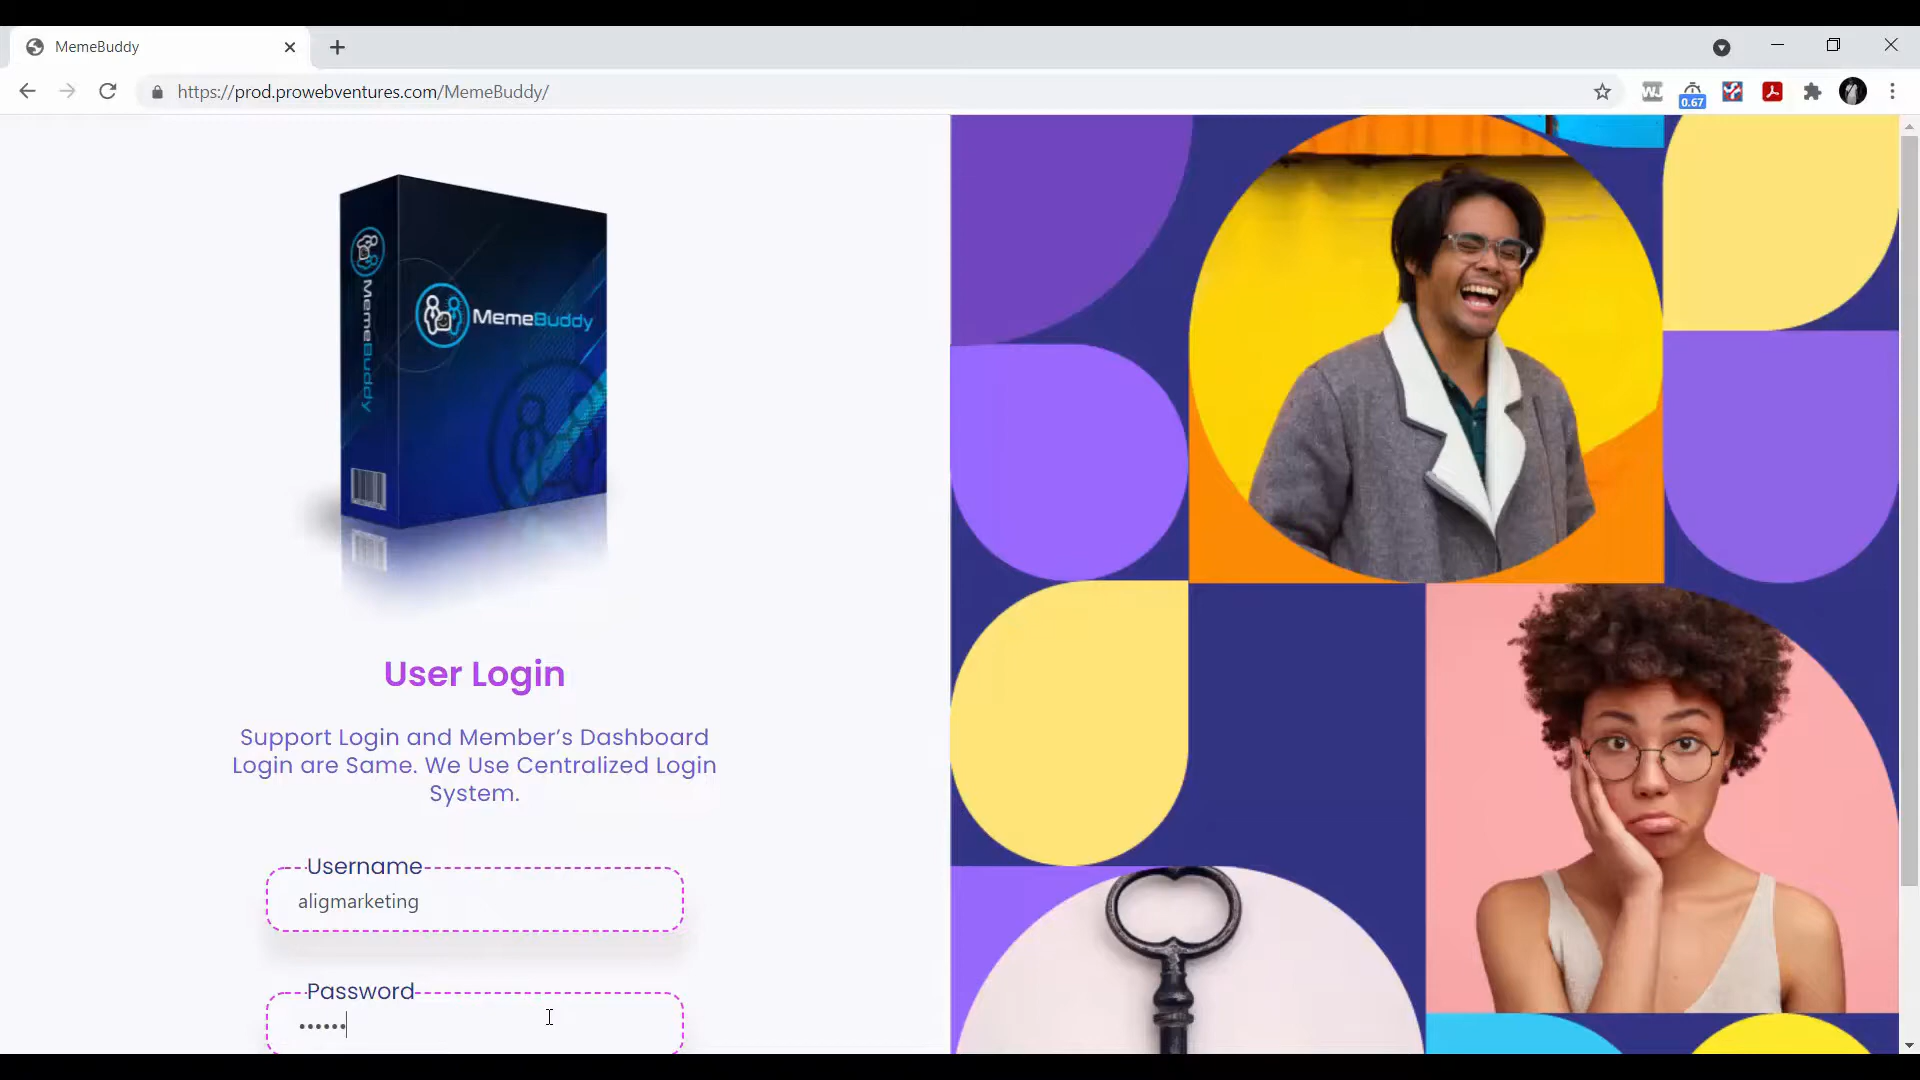 MemeBuddy
https://prod.prowebventures.com/MemeBuddy/
0.67
MemeBuddy
MemeBuddy
User Login
Support Login and Member’s Dashboard
Login are Same. We Use Centralized Login
System.
Username
aligmarketing
Password
••••••